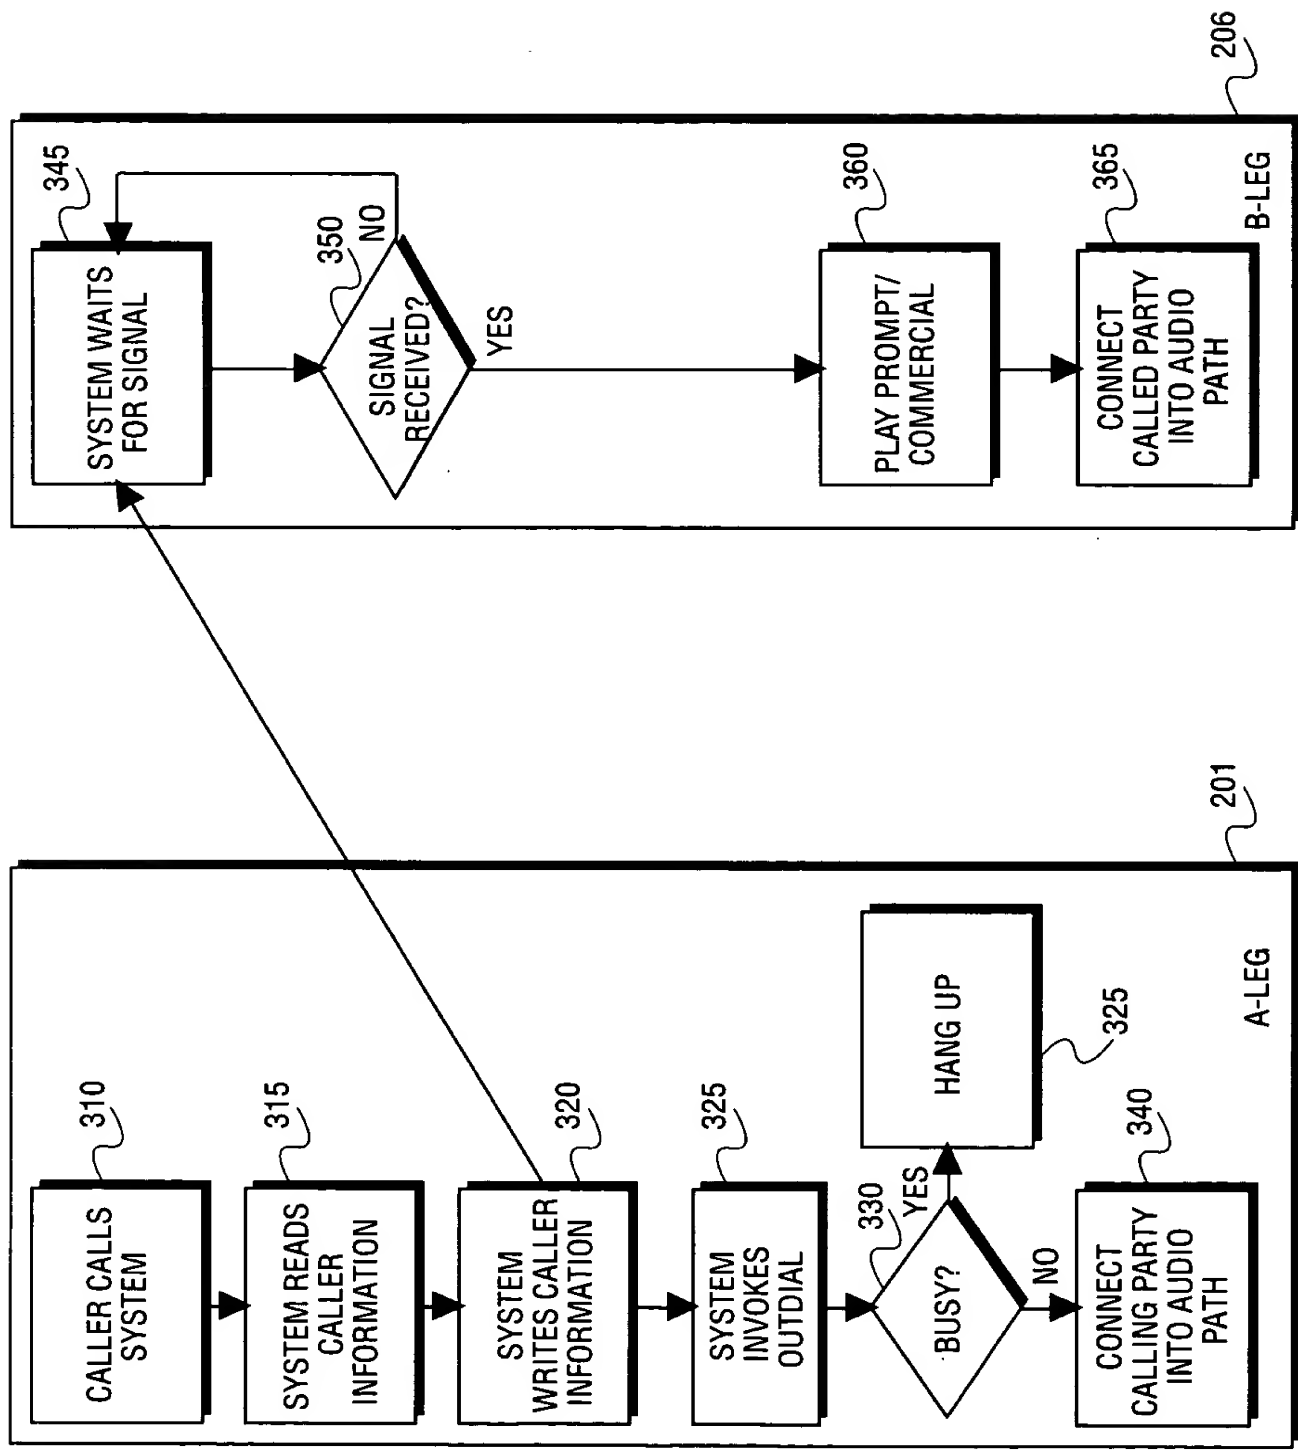 310
CALLER CALLS
SYSTEM
315
SYSTEM READS
CALLER
INFORMATION
320
SYSTEM
WRITES CALLER
INFORMATION
325
SYSTEM
INVOKES
OUTDIAL
330
BUSY?
YES
HANG UP
325
NO
340
CONNECT
CALLING PARTY
INTO AUDIO
PATH
A-LEG
201
345
SYSTEM WAITS
FOR SIGNAL
350
SIGNAL
RECEIVED?
NO
YES
360
PLAY PROMPT/
COMMERCIAL
365
CONNECT
CALLED PARTY
INTO AUDIO
PATH
B-LEG
206